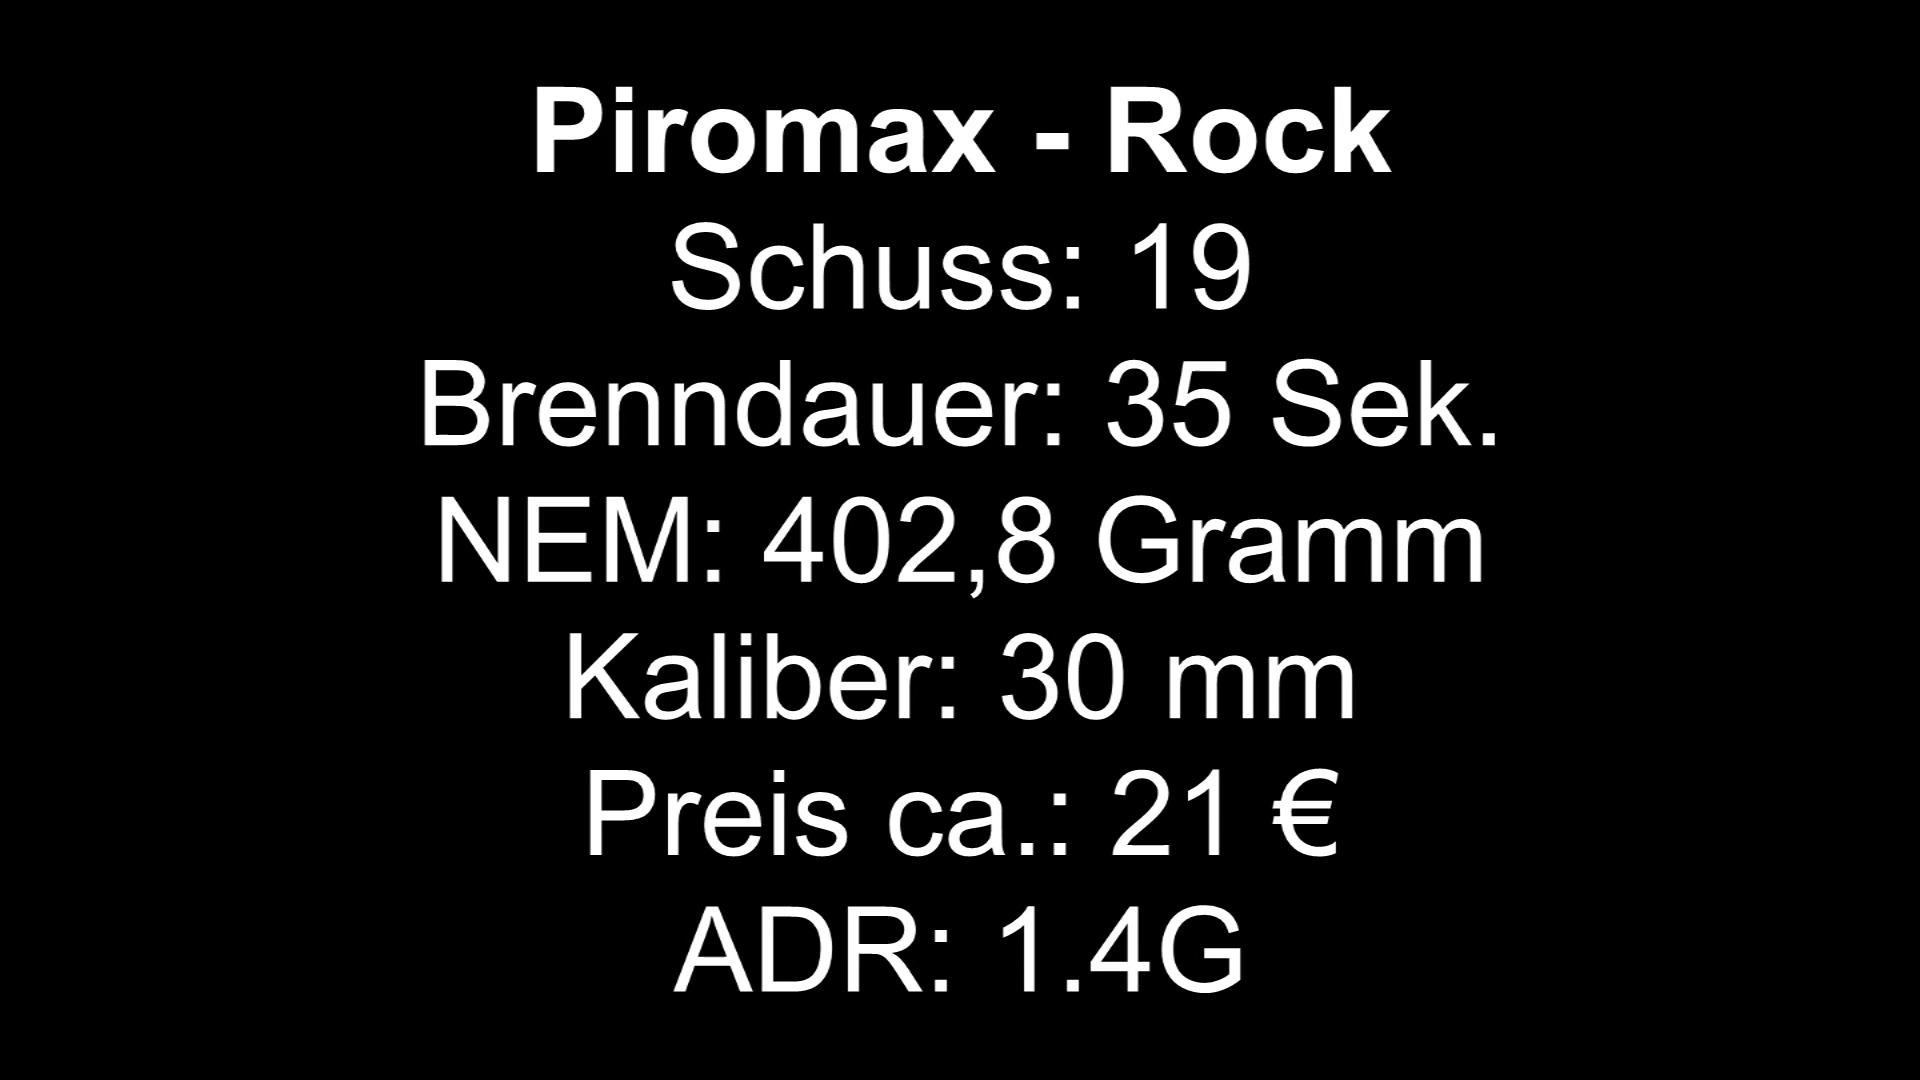 Piromax - Rock
Schuss: 19
Brenndauer: 35 Sek.
NEM: 402,8 Gramm
Kaliber: 30 mm
Preis ca.: 21 €
ADR: 1.4G